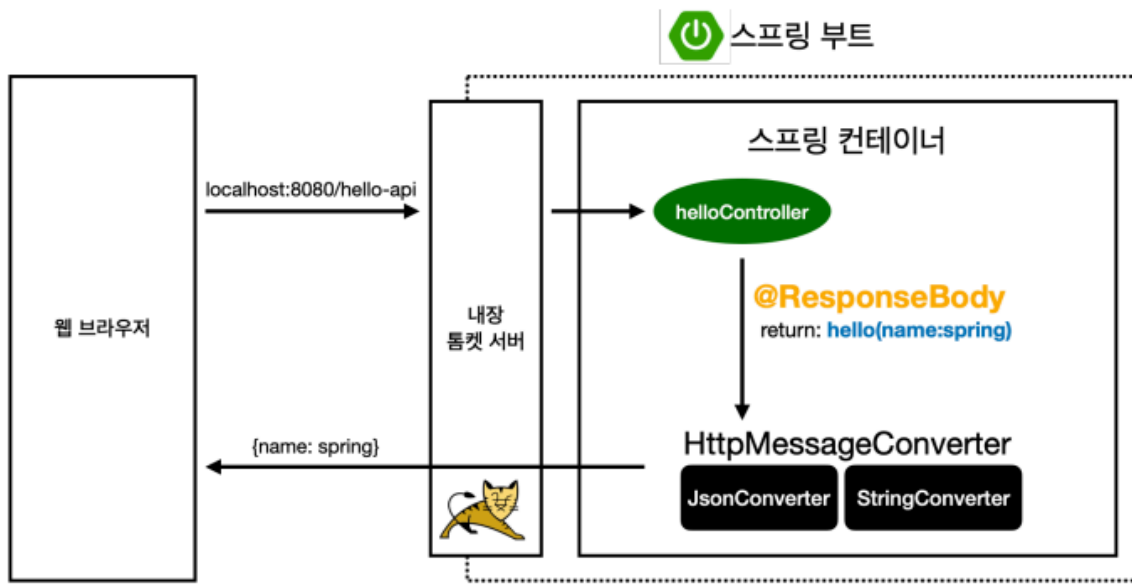 스프링 부트
스프링 컨테이너
localhost:8080/hello-api
helloController
@ResponseBody
return: hello(name:spring)
웹 브라우저
내장
톰켓 서버
{name: spring}
HttpMessageConverter
JsonConverter
StringConverter